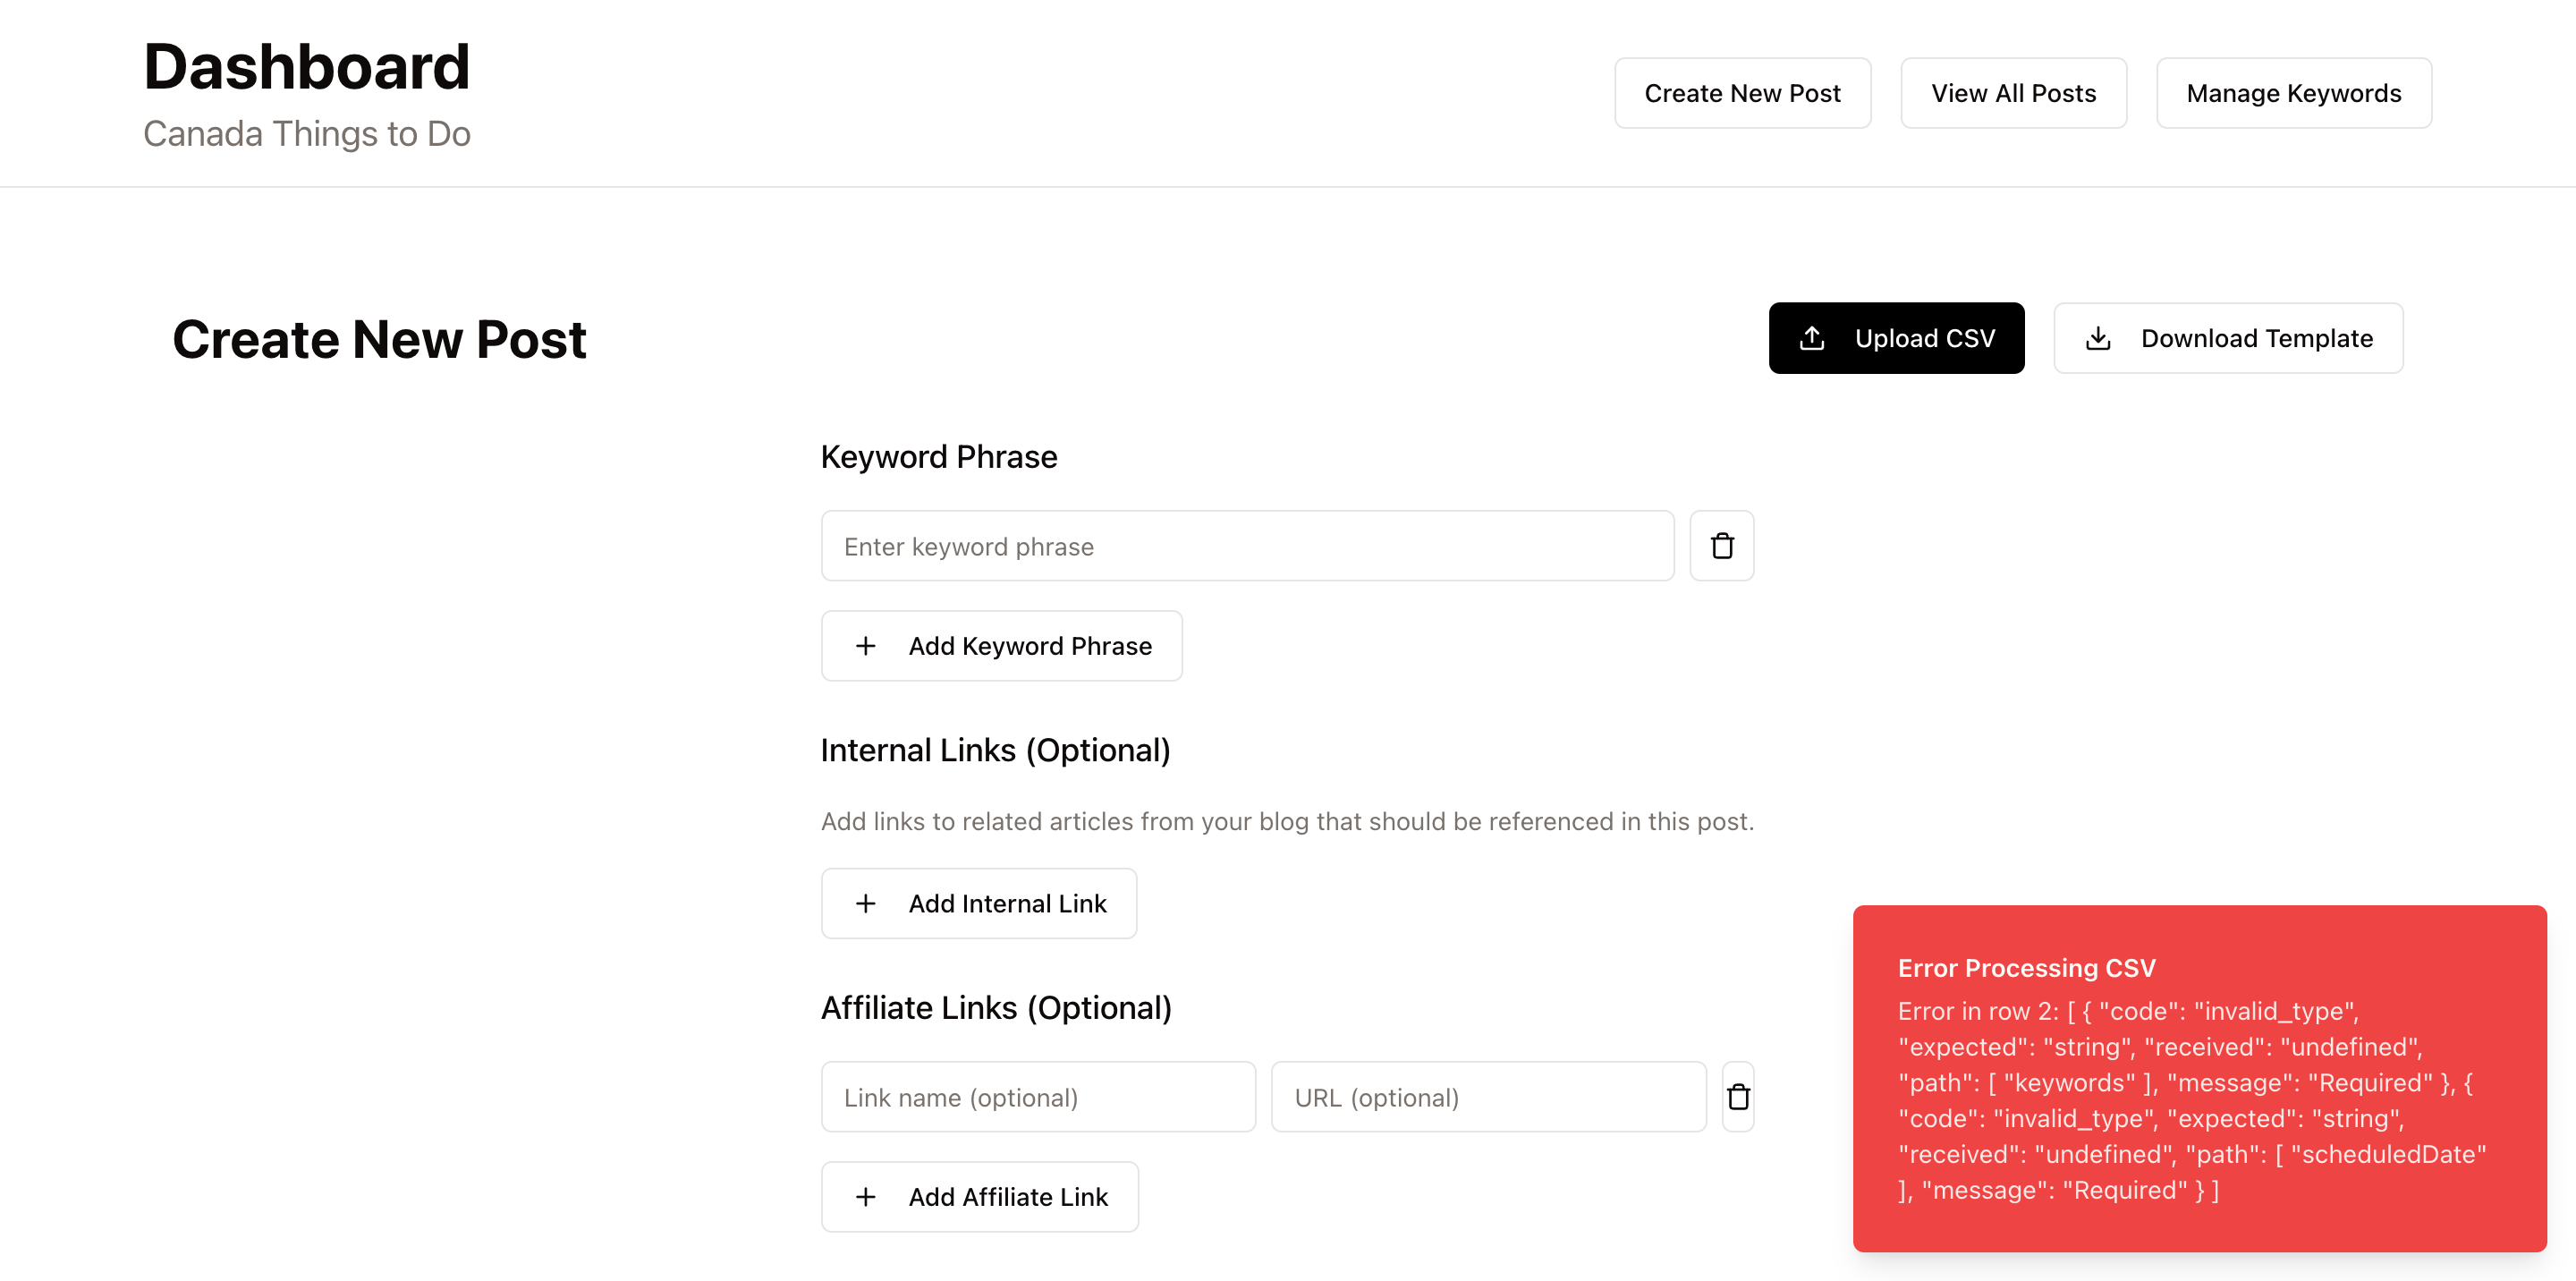 Dashboard
Canada Things to Do
Create New Post
View All Posts
Manage Keywords
Create New Post
Upload CSV
Download Template
Keyword Phrase
Enter keyword phrase
Add Keyword Phrase
Internal Links (Optional)
Add links to related articles from your blog that should be referenced in this post.
Add Internal Link
Affiliate Links (Optional)
Link name (optional)
URL (optional)
Add Affiliate Link
Error Processing CSV
Error in row 2: [ { "code": "invalid_type",
"expected": "string", "received": "undefined",
"path": [ "keywords" ], "message": "Required" }, {
"code": "invalid_type", "expected": "string",
"received": "undefined", "path": [ "scheduledDate"
], "message": "Required" } ]